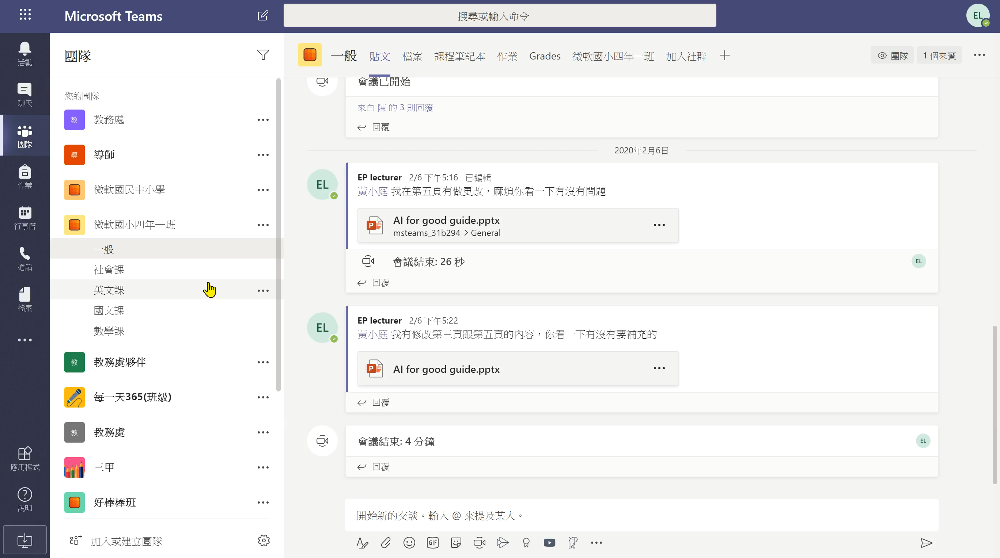 Microsoft Teams
搜尋或輸入命令
EL
活動
聊天
團隊
作業
行事曆
通話
檔案
應用程式
說明
團隊
您的團隊
教 教務處
導 導師
微軟國民中小學
微軟國小四年一班
一般
社會課
英文課
國文課
數學課
教 教務處夥伴
每一天365(班級)
教 教務處
三甲
好棒棒班
加入或建立團隊
一般 貼文 檔案 課程筆記本 作業 Grades 微軟國小四年一班 加入社群
團隊 1 個來賓
會議已開始
來自 陳 的 3 則回覆
回覆
2020年2月6日
EL
EP lecturer 2/6 下午5:16 已編輯
黃小庭 我在第五頁有做更改，麻煩你看一下有沒有問題
P
AI for good guide.pptx
msteams_31b294 > General
會議結束: 26 秒 EL
回覆
EL
EP lecturer 2/6 下午5:22
黃小庭 我有修改第三頁跟第五頁的內容，你看一下有沒有要補充的
P
AI for good guide.pptx
回覆
會議結束: 4 分鐘 EL
回覆
開始新的交談。輸入 @ 來提及某人。
GIF